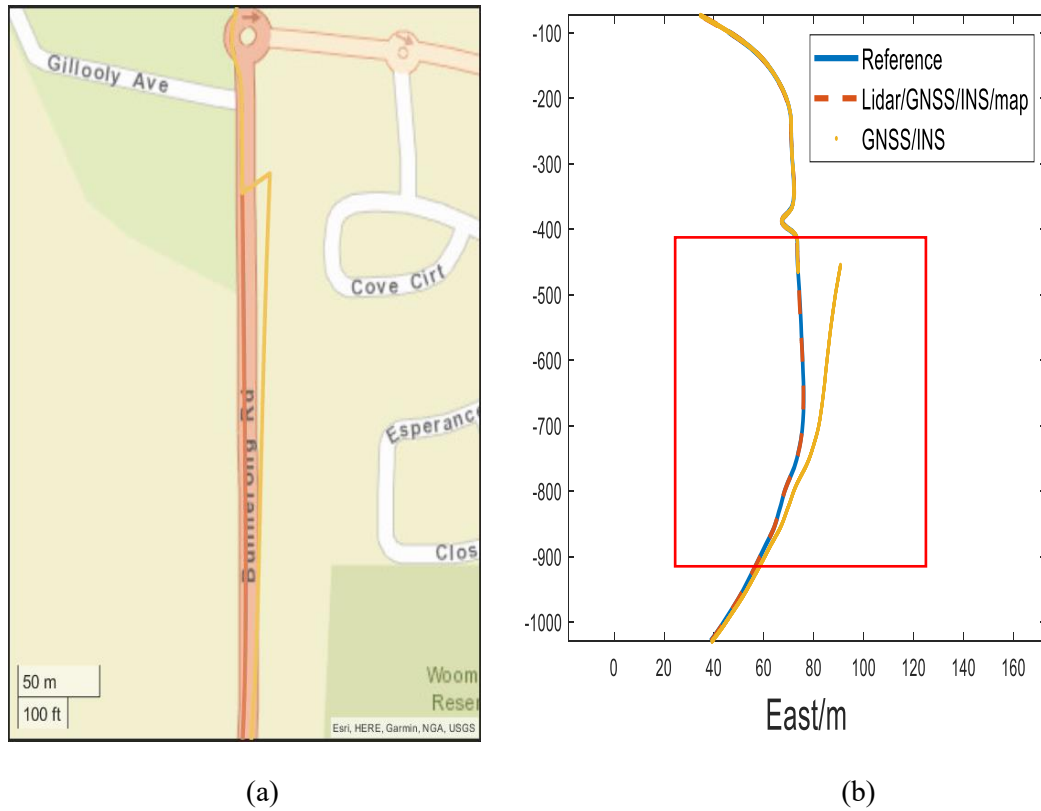 Gillooly Ave
Cove Cirt
Bunnerong Rd
Esperance
Clos
Woom
Reser
50 m
100 ft
Esri, HERE, Garmin, NGA, USGS
(a)
-100
-200
-300
-400
-500
-600
-700
-800
-900
-1000
Reference
Lidar/GNSS/INS/map
GNSS/INS
0 20 40 60 80 100 120 140 160
East/m
(b)